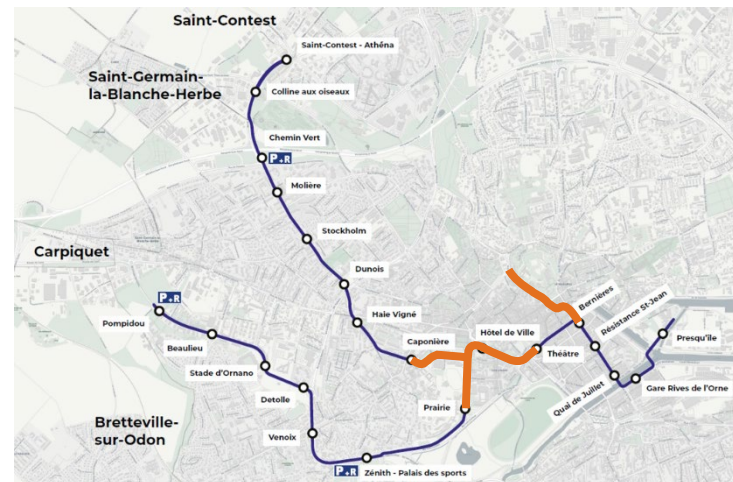 Saint-Contest
Saint-Contest - Athéna
Saint-Germain-
la-Blanche-Herbe
Colline aux oiseaux
Chemin Vert
P+R
Molière
Stockholm
Carpiquet
Dunois
P+R
Pompidou
Haie Vigné
Bernières
Résistance St-Jean
Beaulieu
Caponière
Hôtel de Ville
Théâtre
Presqu'île
Stade d'Ornano
Detolle
Prairie
Quai de Juillet
Gare Rives de l'Orne
Bretteville-
sur-Odon
Venoix
P+R
Zénith - Palais des sports